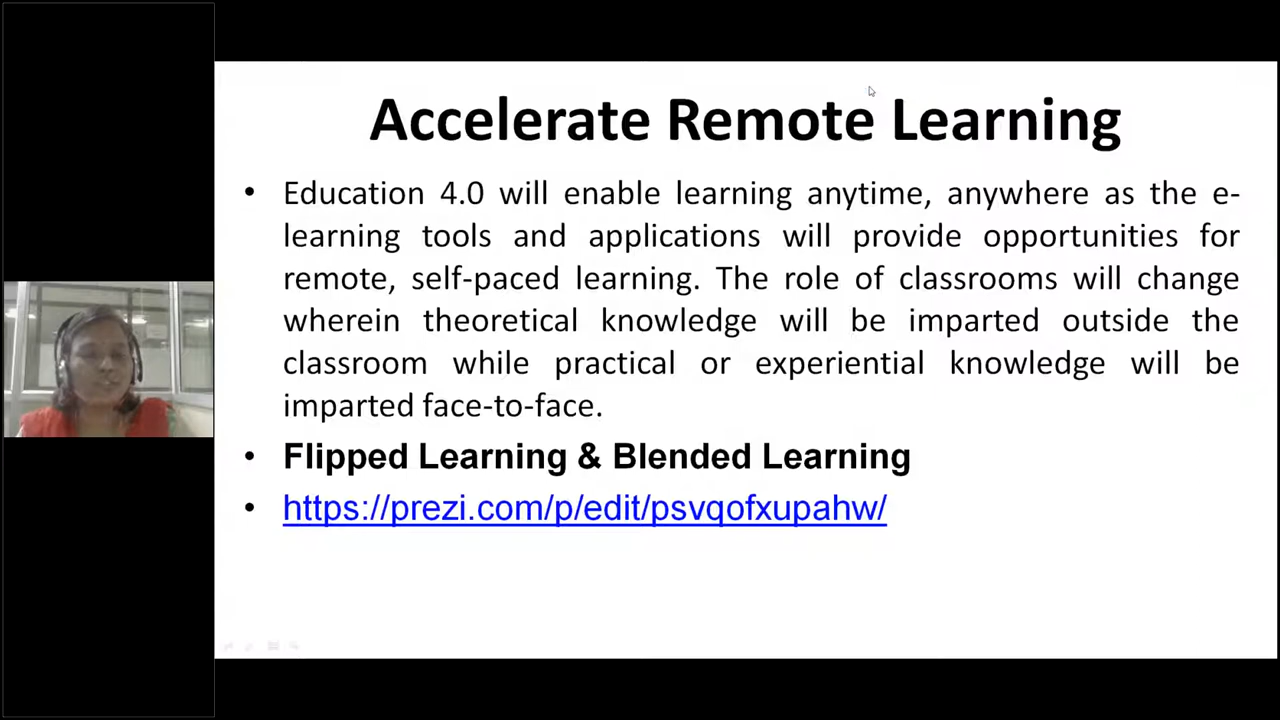 Accelerate Remote Learning
• Education 4.0 will enable learning anytime, anywhere as the e-
learning tools and applications will provide opportunities for
remote, self-paced learning. The role of classrooms will change
wherein theoretical knowledge will be imparted outside the
classroom while practical or experiential knowledge will be
imparted face-to-face.
• Flipped Learning & Blended Learning
• https://prezi.com/p/edit/psvqofxupahw/